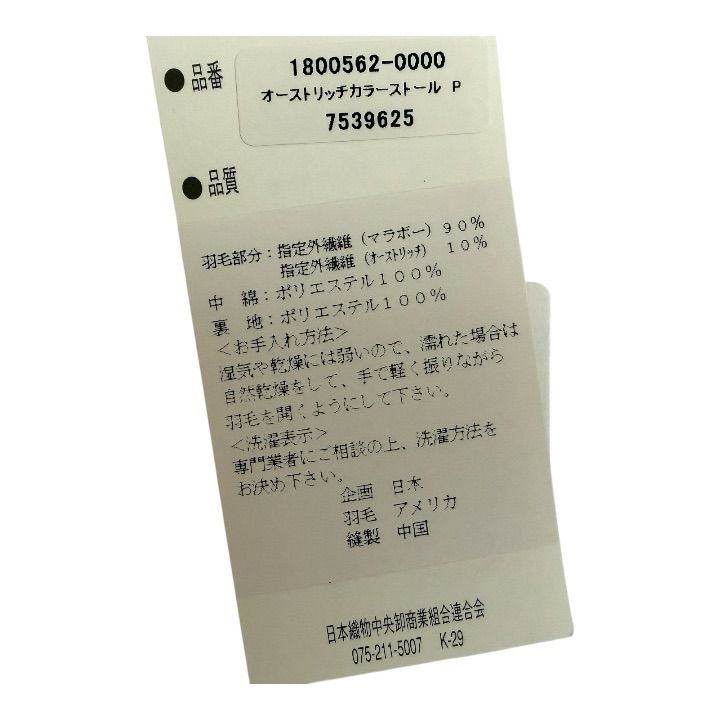 ●品番
1800562-0000
オーストリッチカラーストール P
7539625
●品質
羽毛部分：指定外繊維（マラボー）９０％
指定外繊維（オーストリッチ）１０％
中　綿：ポリエステル１００％
裏　地：ポリエステル１００％
＜お手入れ方法＞
湿気や乾燥には弱いので、濡れた場合は
自然乾燥をして、手で軽く振りながら
羽毛を開くようにして下さい。
＜洗濯表示＞
専門業者にご相談の上、洗濯方法を
お決め下さい。
企画　日本
羽毛　アメリカ
縫製　中国
日本織物中央卸商業組合連合会
075-211-5007 K-29